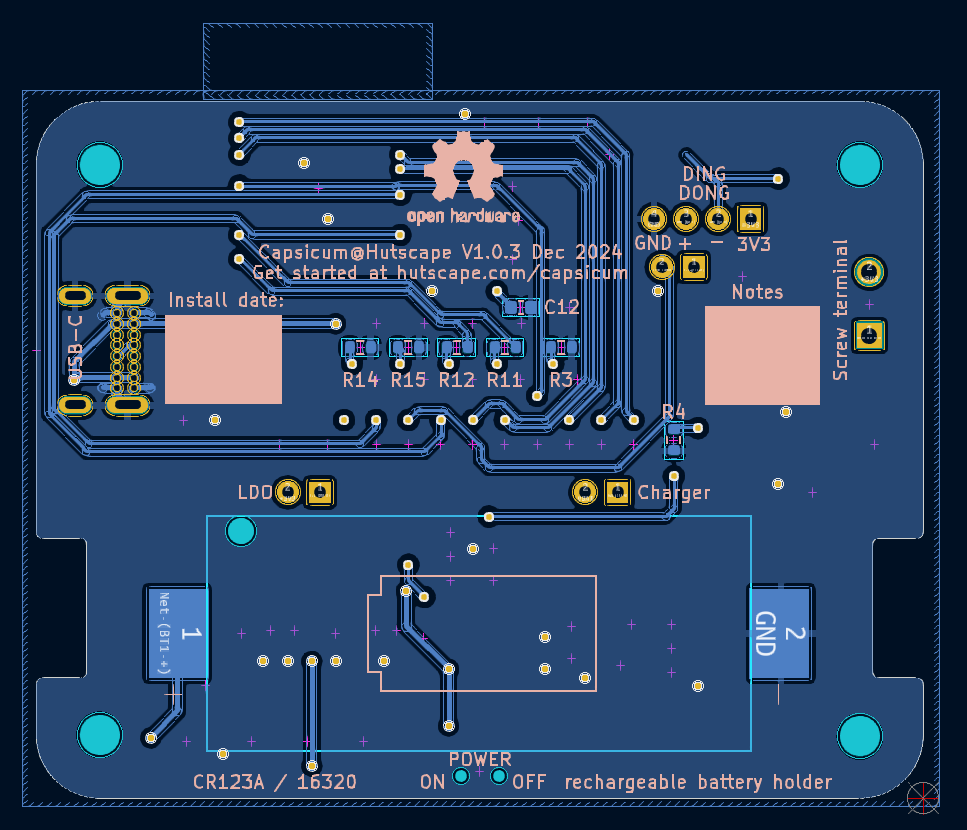 DING
DONG
open hardware
GND + - 3V3
Capsicum@Hutscape V1.0.3 Dec 2024
Get started at hutscape.com/capsicum
Install date:
Notes
Screw terminal
USB-C
C12
R14
R15
R12
R11
R3
R4
LDO
Charger
1
Net-(BT1-+)
2
GND
POWER
ON
OFF
CR123A / 16320
rechargeable battery holder